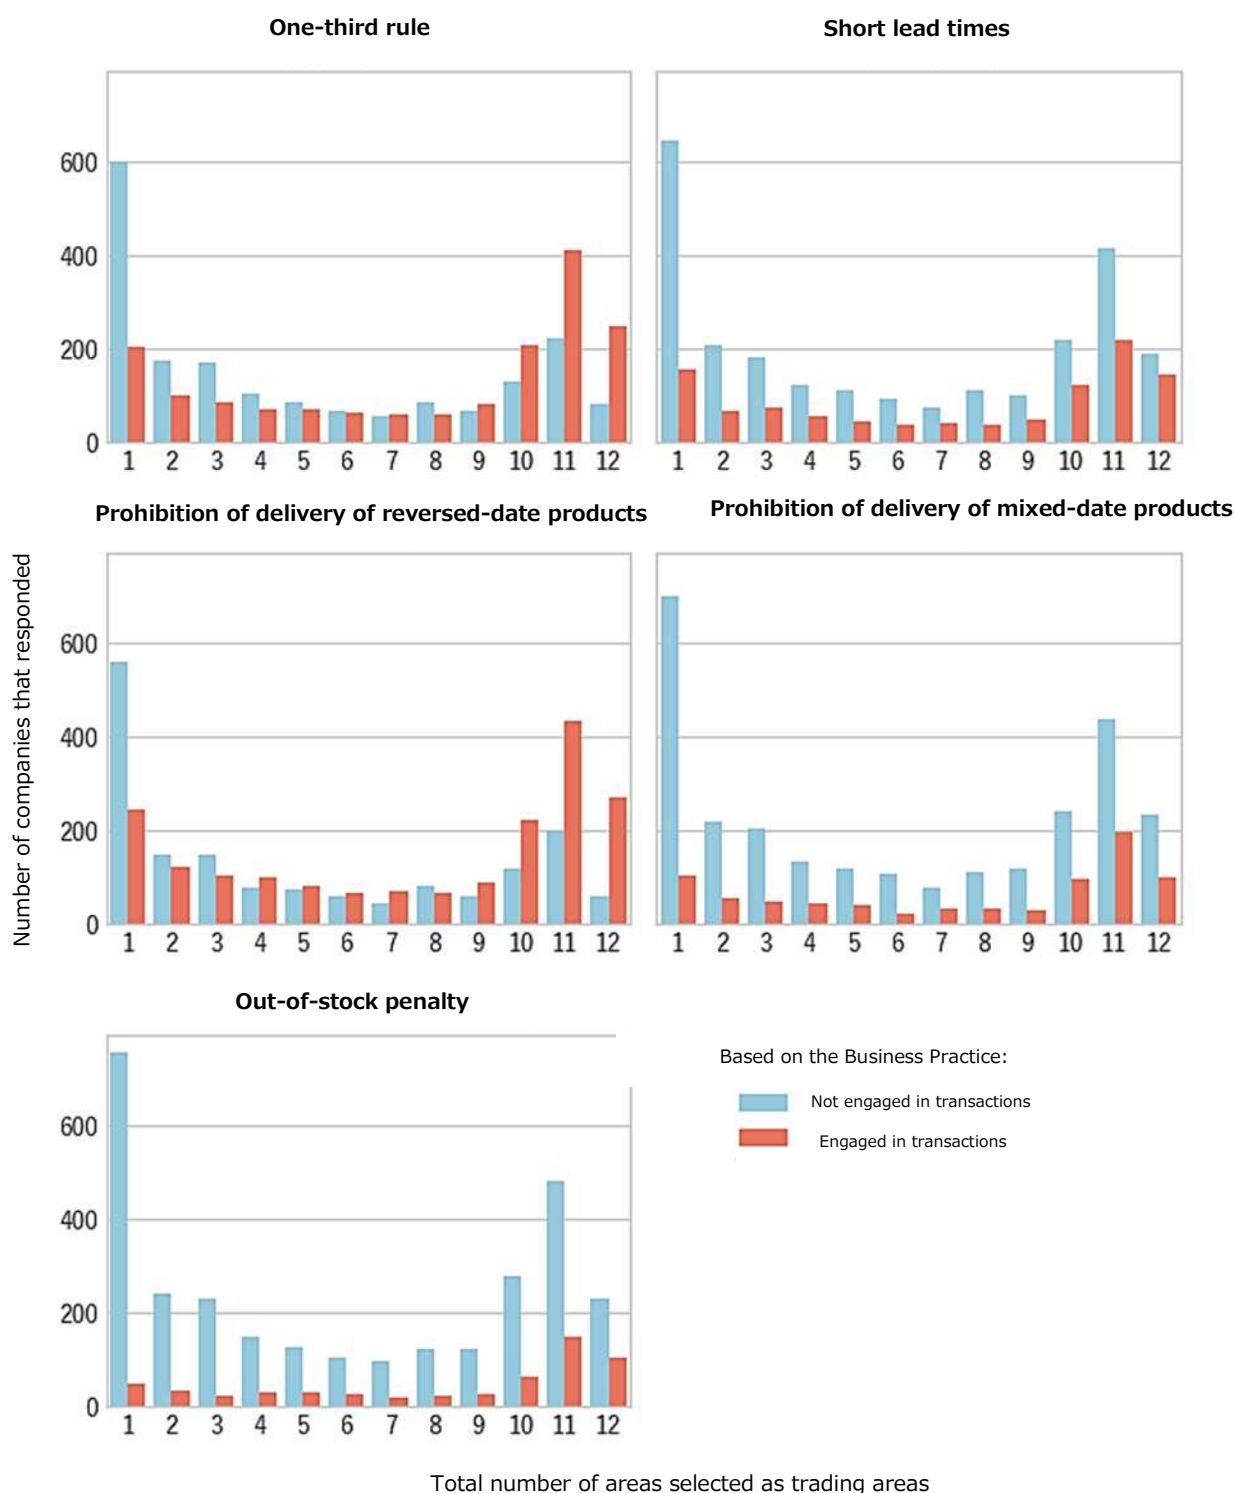 One-third rule
Short lead times
600
400
200
0
1 2 3 4 5 6 7 8 9 10 11 12
1 2 3 4 5 6 7 8 9 10 11 12
Prohibition of delivery of reversed-date products
Prohibition of delivery of mixed-date products
Number of companies that responded
600
400
200
0
1 2 3 4 5 6 7 8 9 10 11 12
1 2 3 4 5 6 7 8 9 10 11 12
Out-of-stock penalty
600
400
200
0
1 2 3 4 5 6 7 8 9 10 11 12
Based on the Business Practice:
Not engaged in transactions
Engaged in transactions
Total number of areas selected as trading areas